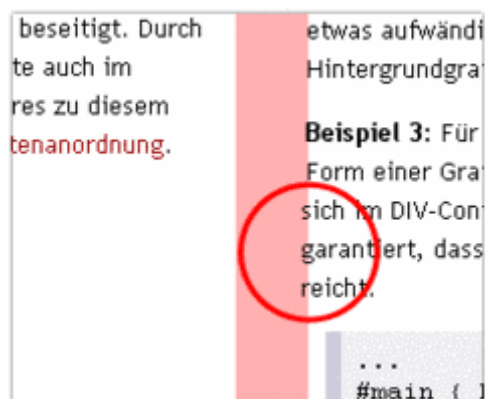 beseitigt. Durch
te auch im
res zu diesem
tenanordnung.
etwas aufwändi
Hintergrundgra
Beispiel 3: Für
Form einer Gra
sich im DIV-Con
garantiert, dass
reicht.
...
#main {